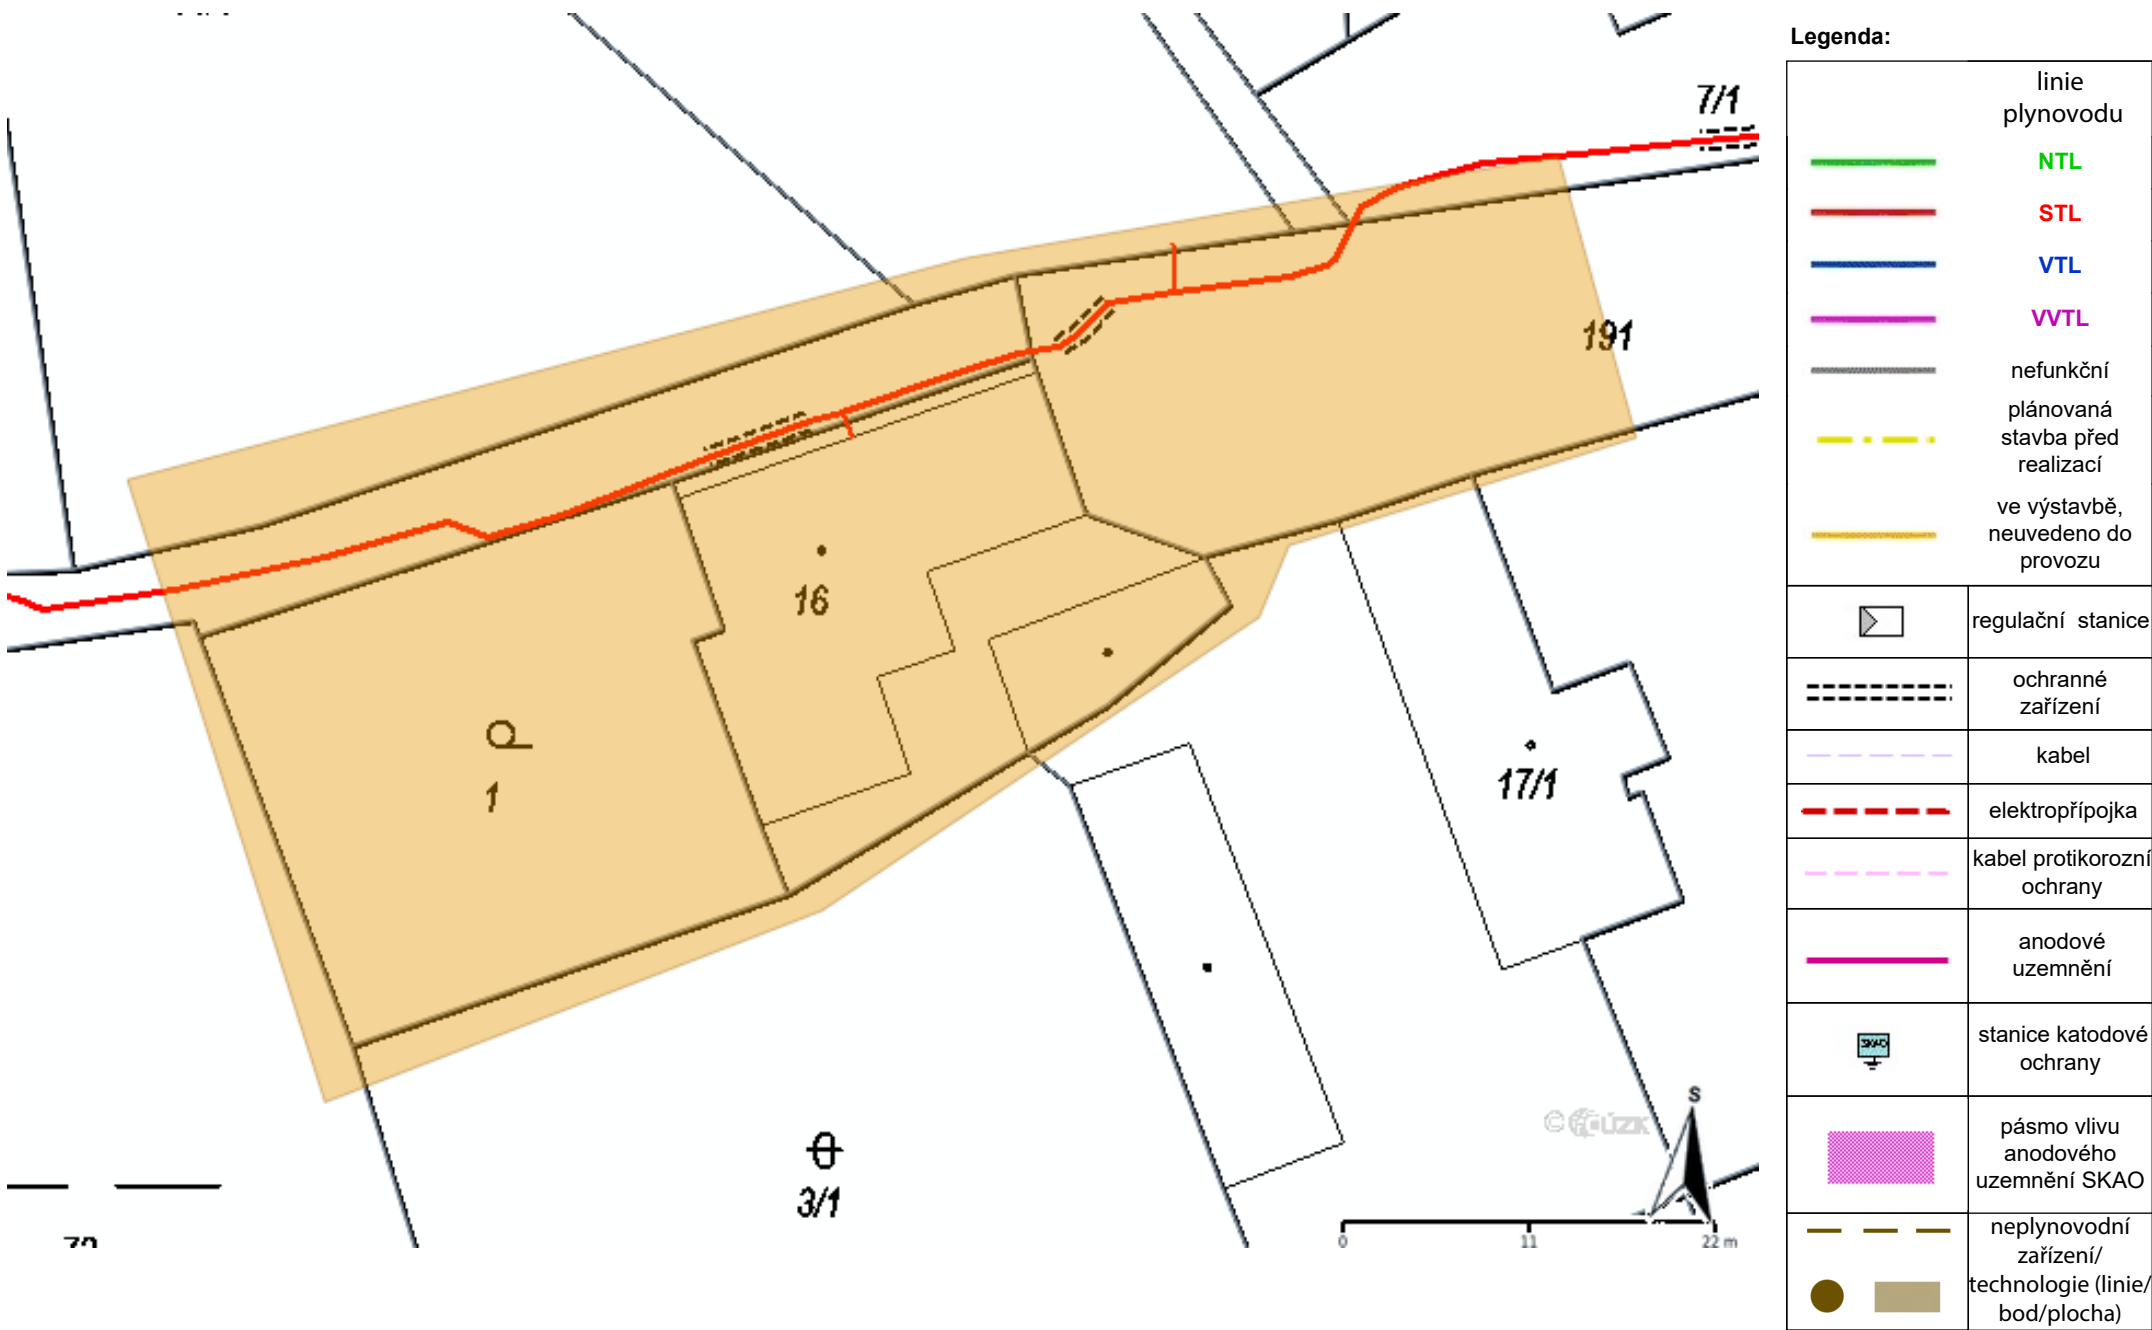 Legenda:
linie
plynovodu
NTL
STL
VTL
VVTL
nefunkční
plánovaná
stavba před
realizací
ve výstavbě,
neuvedeno do
provozu
regulační stanice
ochranné
zařízení
kabel
elektropřípojka
kabel protikorozní
ochrany
anodové
uzemnění
SKAO
stanice katodové
ochrany
pásmo vlivu
anodového
uzemnění SKAO
neplynovodní
zařízení/
technologie (linie/
bod/plocha)
7/1
191
16
1
17/1
3/1
© ČÚZK
S
0 11 22 m